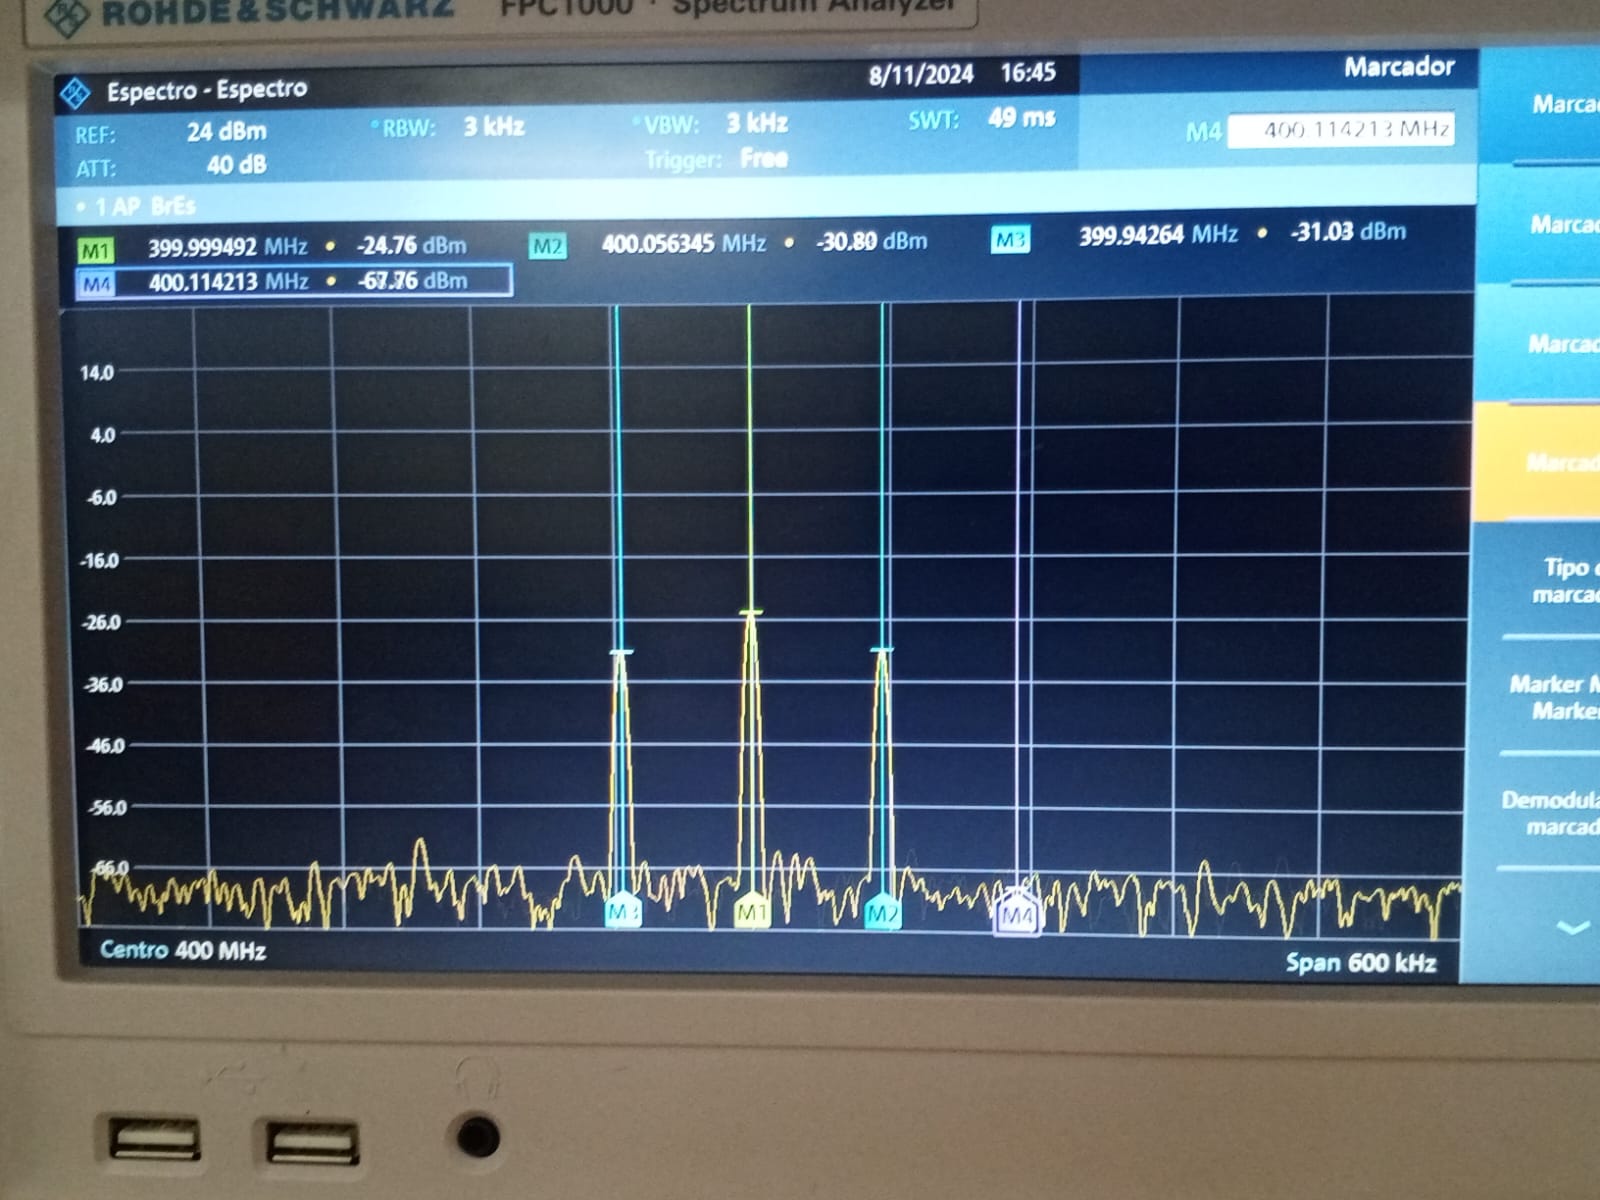 ROHDE&SCHWARZ FPC1000 · Spectrum Analyzer
Espectro - Espectro 8/11/2024 16:45 Marcador
REF: 24 dBm RBW: 3 kHz VBW: 3 kHz SWT: 49 ms M4 400.114213 MHz
ATT: 40 dB Trigger: Free
1 AP BrEs
M1 399.999492 MHz • -24.76 dBm M2 400.056345 MHz • -30.80 dBm M3 399.94264 MHz • -31.03 dBm
M4 400.114213 MHz • dBm
14.0
4.0
-6.0
-16.0
-26.0
-36.0
-46.0
-56.0
-66.0
M3 M1 M2 M4
Centro 400 MHz Span 600 kHz
Tipo
Marker